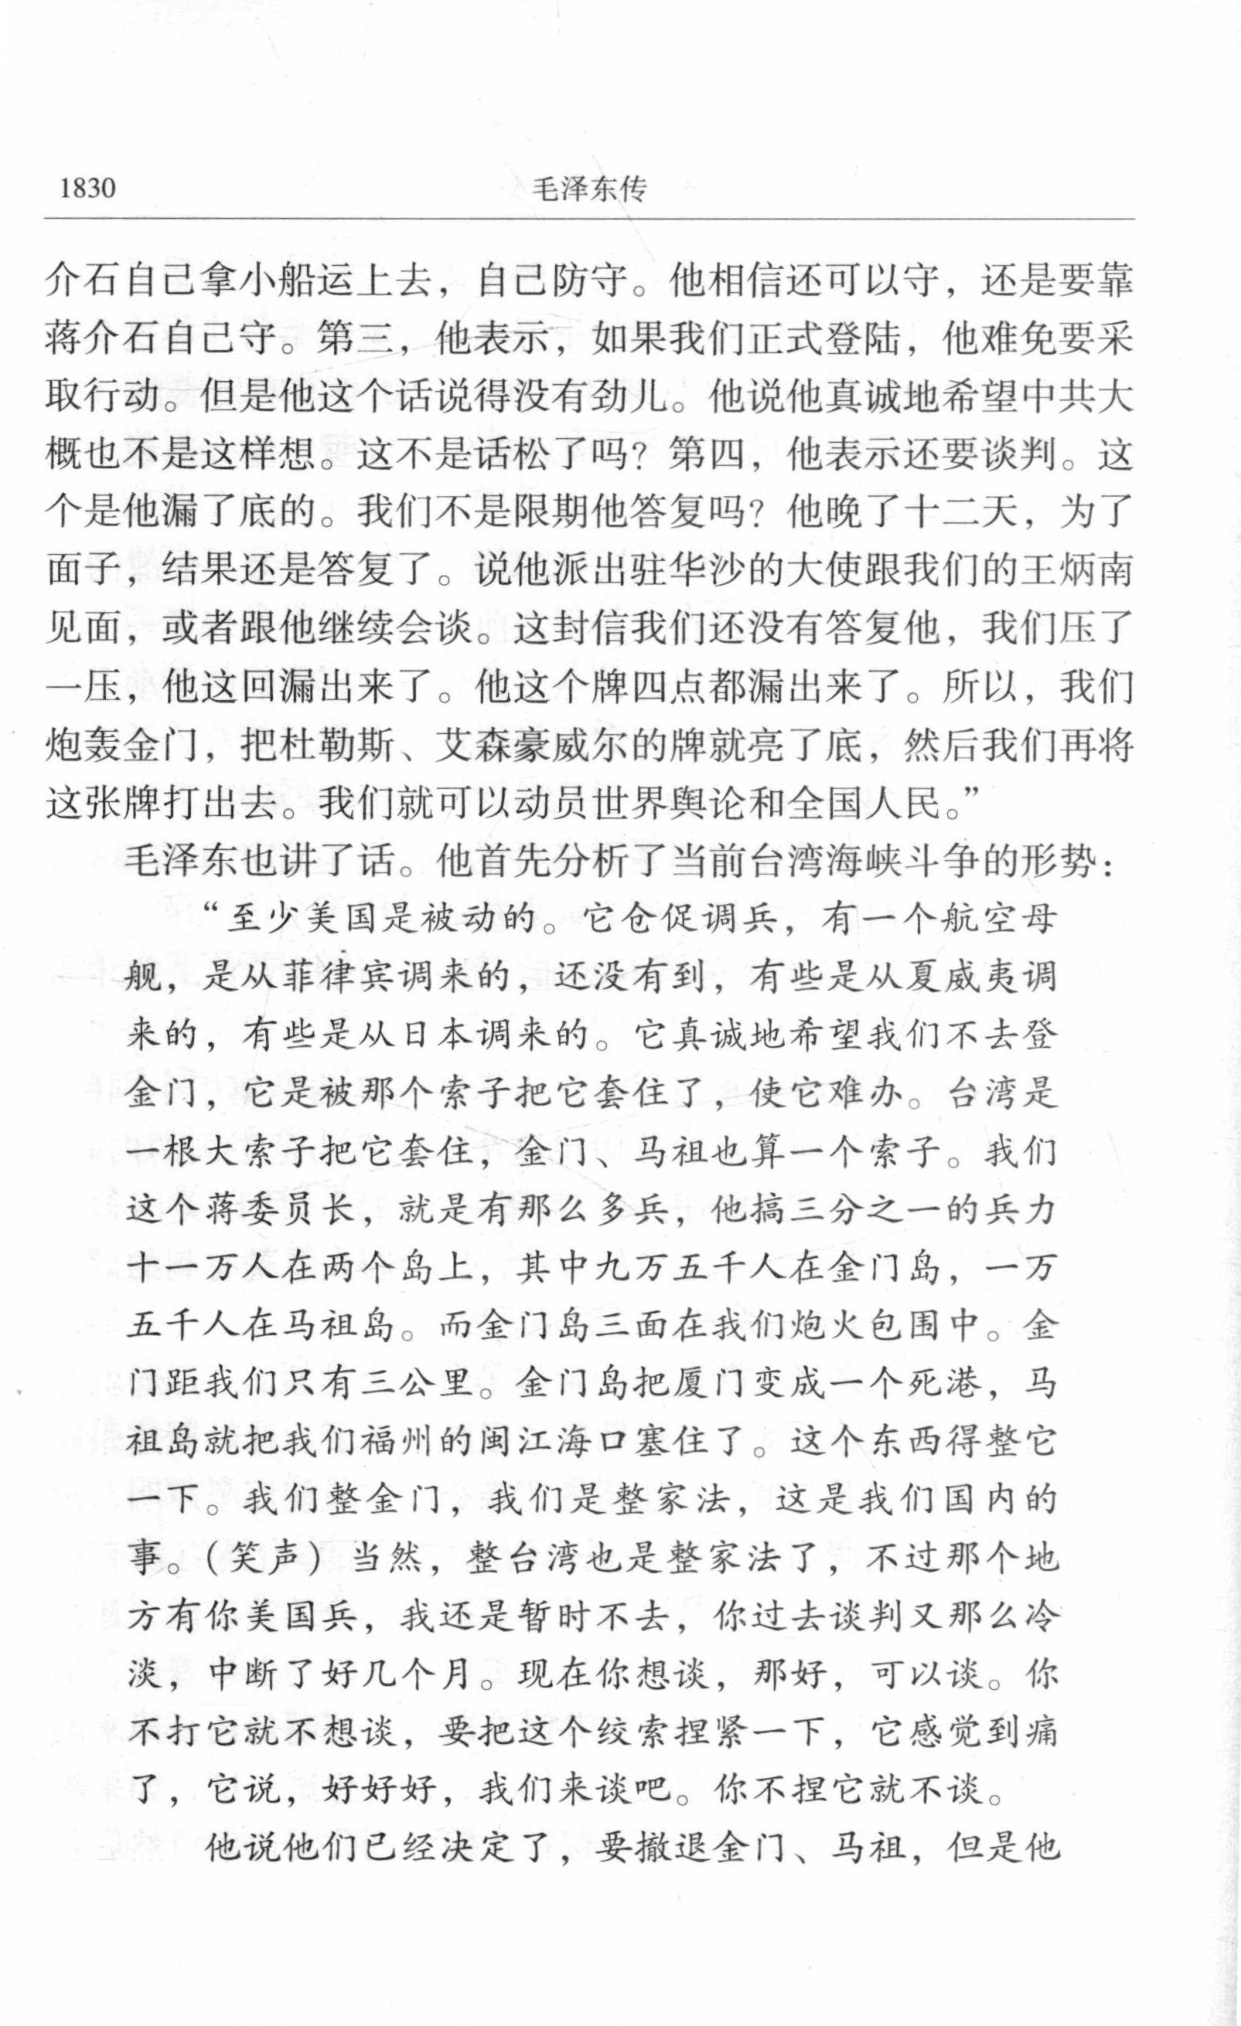 1830
毛泽东传
介石自己拿小船运上去，自己防守。他相信还可以守，还是要靠
蒋介石自己守。第三，他表示，如果我们正式登陆，他难免要采
取行动。但是他这个话说得没有劲儿。他说他真诚地希望中共大
概也不是这样想。这不是话松了吗？第四，他表示还要谈判。这
个是他漏了底的。我们不是限期他答复吗？他晚了十二天，为了
面子，结果还是答复了。说他派出驻华沙的大使跟我们的王炳南
见面，或者跟他继续会谈。这封信我们还没有答复他，我们压了
一压，他这回漏出来了。他这个牌四点都漏出来了。所以，我们
炮轰金门，把杜勒斯、艾森豪威尔的牌就亮了底，然后我们再将
这张牌打出去。我们就可以动员世界舆论和全国人民。”
毛泽东也讲了话。他首先分析了当前台湾海峡斗争的形势：
“至少美国是被动的。它仓促调兵，有一个航空母
舰，是从菲律宾调来的，还没有到，有些是从夏威夷调
来的，有些是从日本调来的。它真诚地希望我们不去登
金门，它是被那个索子把它套住了，使它难办。台湾是
一根大索子把它套住，金门、马祖也算一个索子。我们
这个蒋委员长，就是有那么多兵，他搞三分之一的兵力
十一万人在两个岛上，其中九万五千人在金门岛，一万
五千人在马祖岛。而金门岛三面在我们炮火包围中。金
门距我们只有三公里。金门岛把厦门变成一个死港，马
祖岛就把我们福州的闽江海口塞住了。这个东西得整它
一下。我们整金门，我们是整家法，这是我们国内的
事。（笑声）当然，整台湾也是整家法了，不过那个地
方有你美国兵，我还是暂时不去，你过去谈判又那么冷
淡，中断了好几个月。现在你想谈，那好，可以谈。你
不打它就不想谈，要把这个绞索捏紧一下，它感觉到痛
了，它说，好好好，我们来谈吧。你不捏它就不谈。
他说他们已经决定了，要撤退金门、马祖，但是他